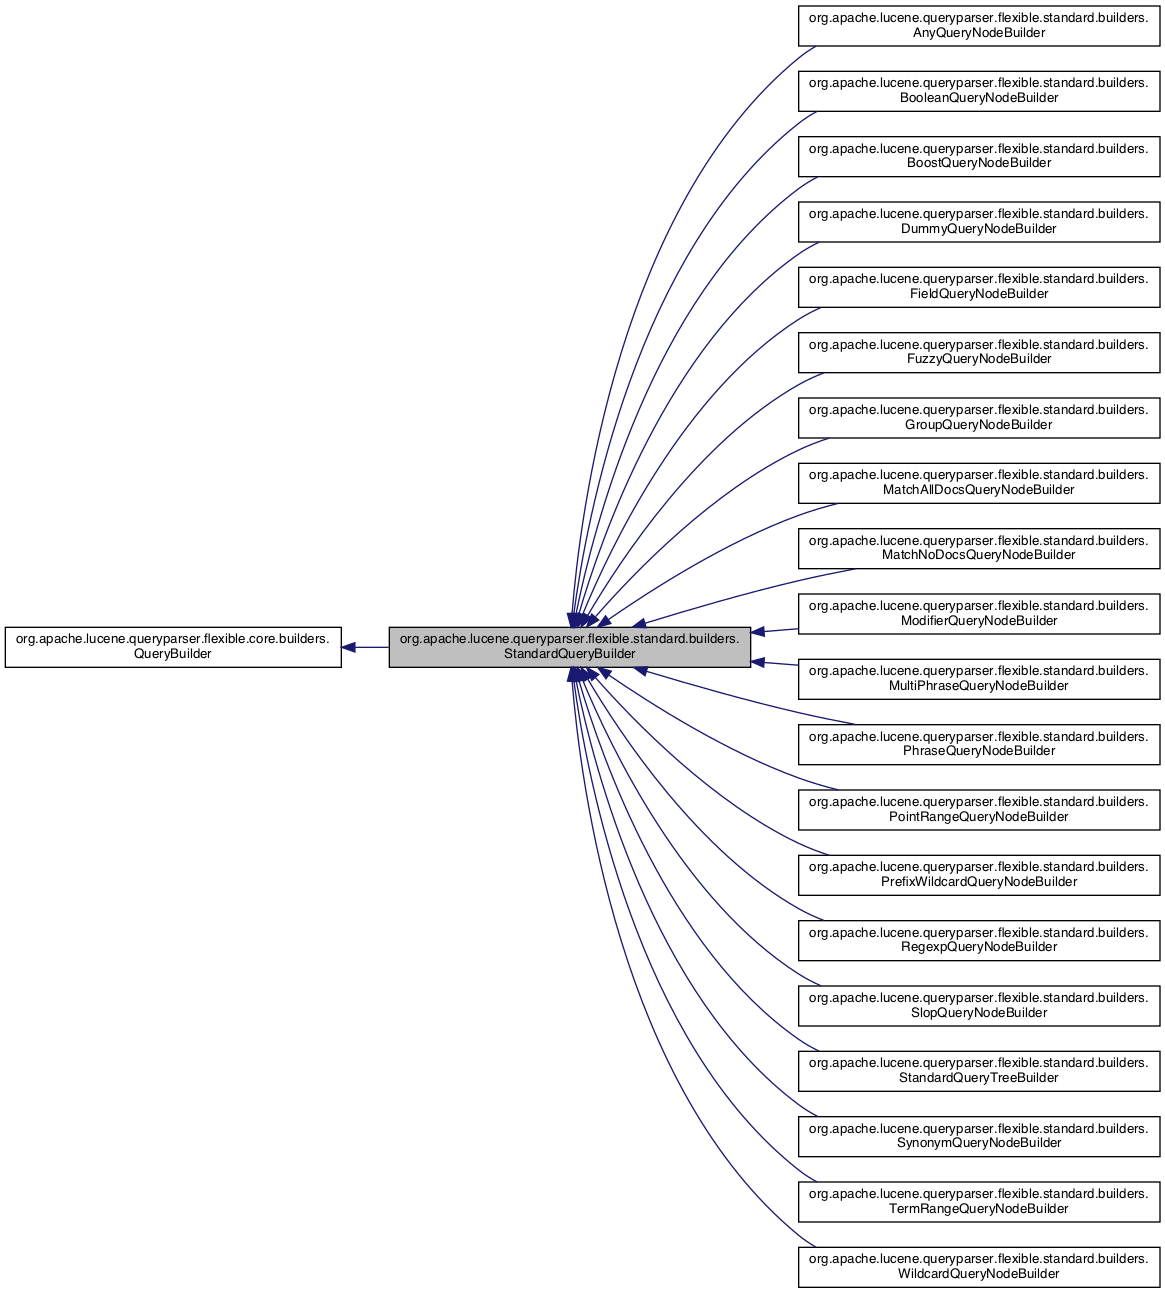 org.apache.lucene.queryparser.flexible.standard.builders.
AnyQueryNodeBuilder
org.apache.lucene.queryparser.flexible.standard.builders.
BooleanQueryNodeBuilder
org.apache.lucene.queryparser.flexible.standard.builders.
BoostQueryNodeBuilder
org.apache.lucene.queryparser.flexible.standard.builders.
DummyQueryNodeBuilder
org.apache.lucene.queryparser.flexible.standard.builders.
FieldQueryNodeBuilder
org.apache.lucene.queryparser.flexible.standard.builders.
FuzzyQueryNodeBuilder
org.apache.lucene.queryparser.flexible.standard.builders.
GroupQueryNodeBuilder
org.apache.lucene.queryparser.flexible.standard.builders.
MatchAllDocsQueryNodeBuilder
org.apache.lucene.queryparser.flexible.standard.builders.
MatchNoDocsQueryNodeBuilder
org.apache.lucene.queryparser.flexible.standard.builders.
ModifierQueryNodeBuilder
org.apache.lucene.queryparser.flexible.core.builders.
QueryBuilder
org.apache.lucene.queryparser.flexible.standard.builders.
StandardQueryBuilder
org.apache.lucene.queryparser.flexible.standard.builders.
MultiPhraseQueryNodeBuilder
org.apache.lucene.queryparser.flexible.standard.builders.
PhraseQueryNodeBuilder
org.apache.lucene.queryparser.flexible.standard.builders.
PointRangeQueryNodeBuilder
org.apache.lucene.queryparser.flexible.standard.builders.
PrefixWildcardQueryNodeBuilder
org.apache.lucene.queryparser.flexible.standard.builders.
RegexpQueryNodeBuilder
org.apache.lucene.queryparser.flexible.standard.builders.
SlopQueryNodeBuilder
org.apache.lucene.queryparser.flexible.standard.builders.
StandardQueryTreeBuilder
org.apache.lucene.queryparser.flexible.standard.builders.
SynonymQueryNodeBuilder
org.apache.lucene.queryparser.flexible.standard.builders.
TermRangeQueryNodeBuilder
org.apache.lucene.queryparser.flexible.standard.builders.
WildcardQueryNodeBuilder